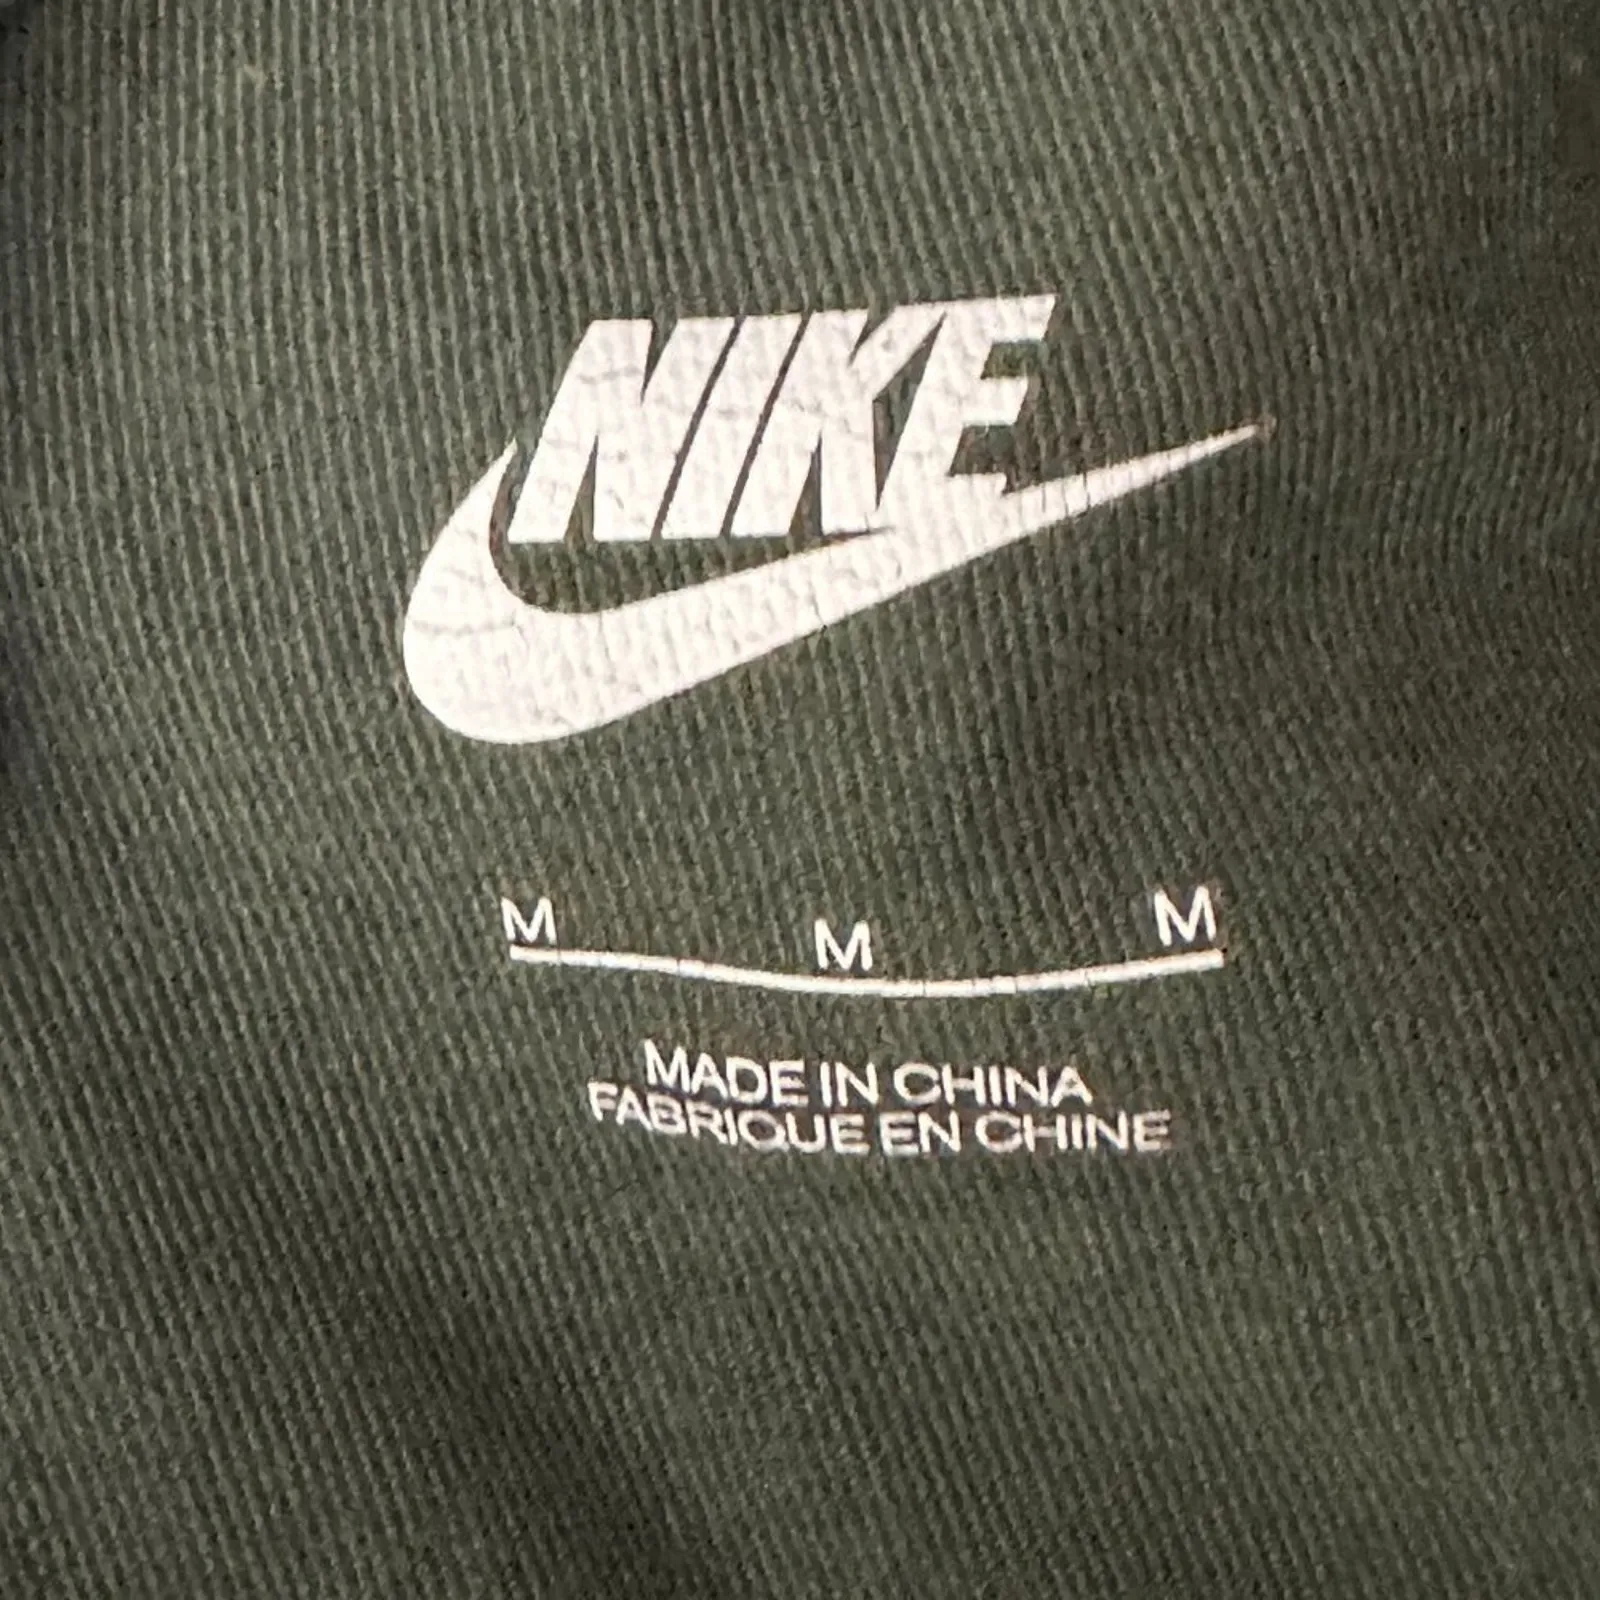 NIKE
M M M
MADE IN CHINA
FABRIQUE EN CHINE